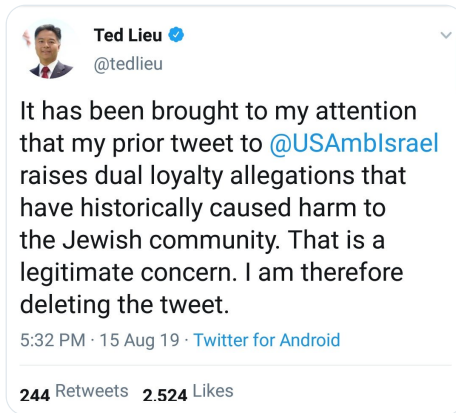 Ted Lieu
@tedlieu
It has been brought to my attention
that my prior tweet to @USAmbIsrael
raises dual loyalty allegations that
have historically caused harm to
the Jewish community. That is a
legitimate concern. I am therefore
deleting the tweet.
5:32 PM · 15 Aug 19 · Twitter for Android
244 Retweets 2,524 Likes